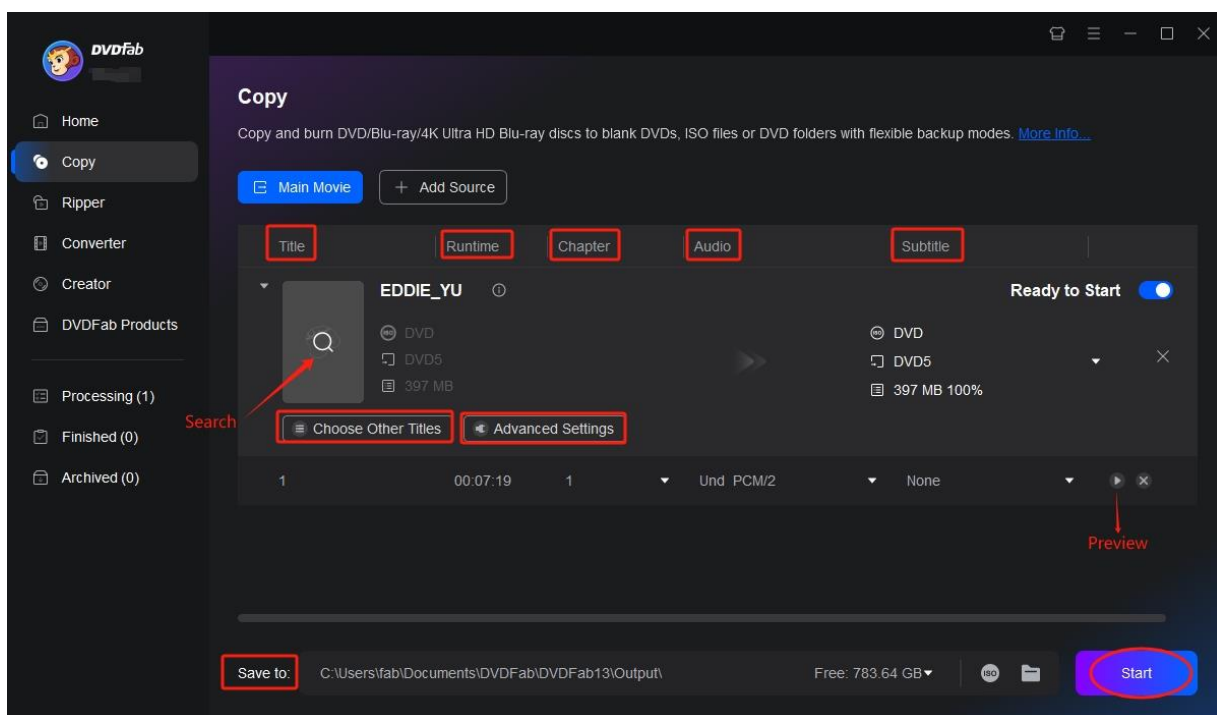 DVDFab
Home
Copy
Ripper
Converter
Creator
DVDFab Products
Processing (1)
Finished (0)
Archived (0)
Copy
Copy and burn DVD/Blu-ray/4K Ultra HD Blu-ray discs to blank DVDs, ISO files or DVD folders with flexible backup modes. More Info...
Main Movie + Add Source
Title Runtime Chapter Audio Subtitle
EDDIE_YU Ready to Start
ISO DVD ISO DVD
DVD5 DVD5
397 MB 397 MB 100%
Search
Choose Other Titles Advanced Settings
1 00:07:19 1 Und PCM/2 None
Preview
Save to: C:\Users\fab\Documents\DVDFab\DVDFab13\Output\ Free: 783.64 GB ISO Start